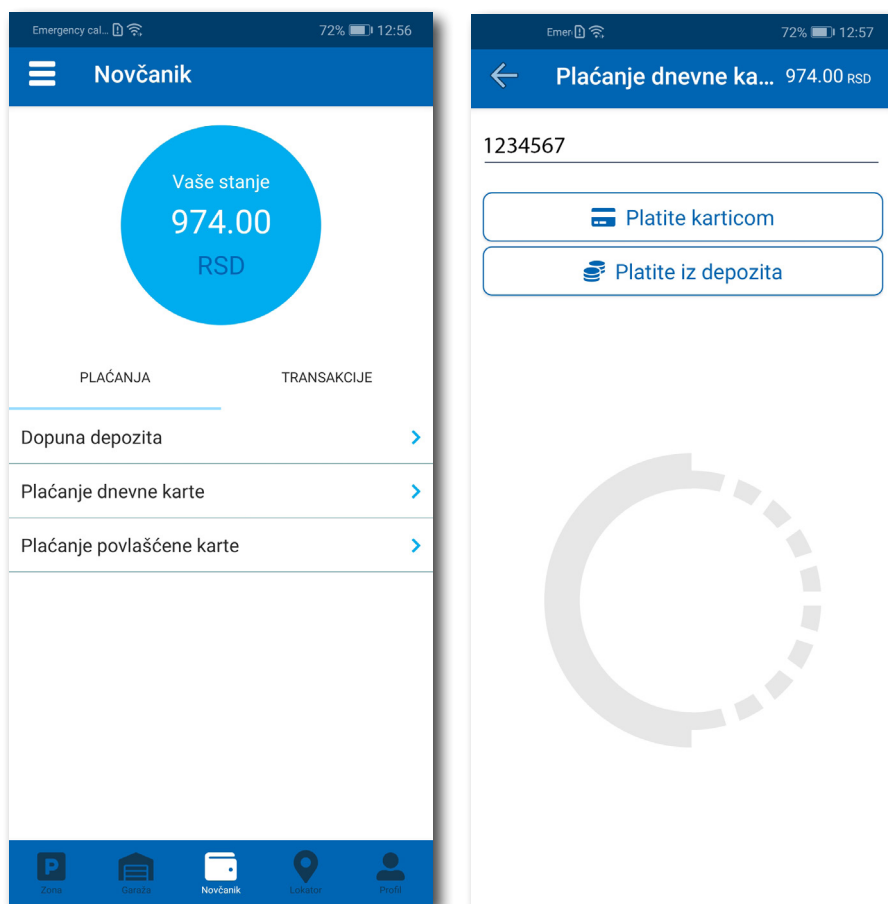 Emergency cal...
72%
12:56
Novčanik
Vaše stanje
974.00
RSD
PLAĆANJA
TRANSAKCIJE
Dopuna depozita
Plaćanje dnevne karte
Plaćanje povlašćene karte
P
Zona
Garaža
Novčanik
Lokator
Profil
Emer
72%
12:57
Plaćanje dnevne ka...
974.00 RSD
1234567
Platite karticom
Platite iz depozita